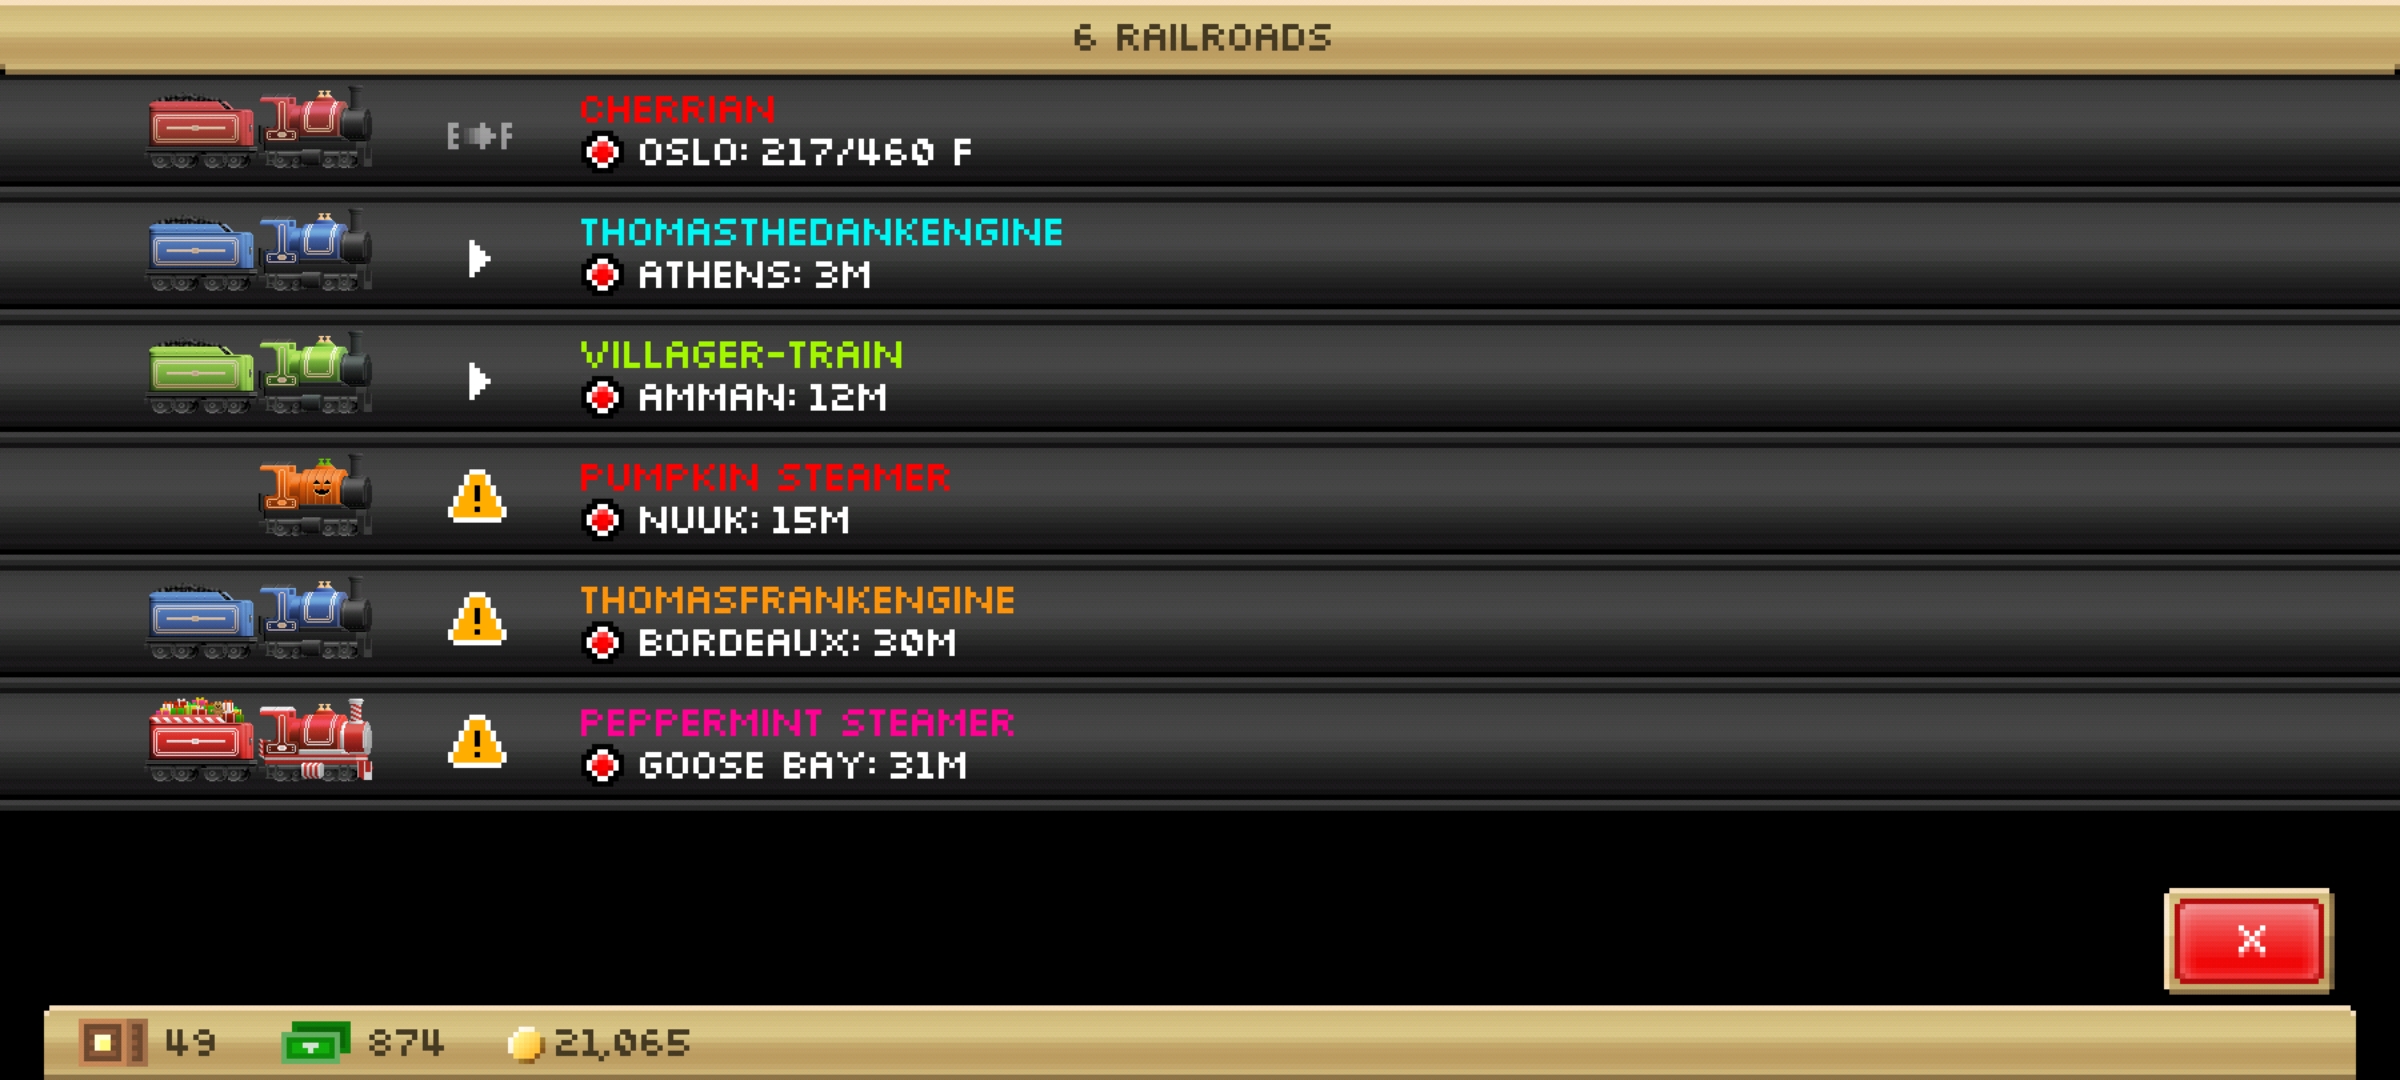 6 RAILROADS
E F
CHERRIAN
OSLO: 217/460 F
THOMASTHEDANKENGINE
ATHENS: 3M
VILLAGER-TRAIN
AMMAN: 12M
PUMPKIN STEAMER
NUUK: 15M
THOMASFRANKENGINE
BORDEAUX: 30M
PEPPERMINT STEAMER
GOOSE BAY: 31M
X
49 874 21,065